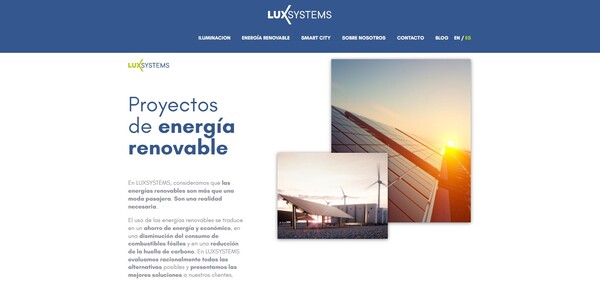 LUXSYSTEMS
ILUMINACION ENERGÍA RENOVABLE SMART CITY SOBRE NOSOTROS CONTACTO BLOG EN / ES
LUXSYSTEMS
Proyectos
de energía
renovable
En LUXSYSTEMS, consideramos que las
energías renovables son más que una
moda pasajera. Son una realidad
necesaria.
El uso de las energías renovables se traduce
en un ahorro de energía y económico, en
una disminución del consumo de
combustibles fósiles y en una reducción
de la huella de carbono. En LUXSYSTEMS
evaluamos racionalmente todas las
alternativas posibles y presentamos las
mejores soluciones a nuestros clientes.